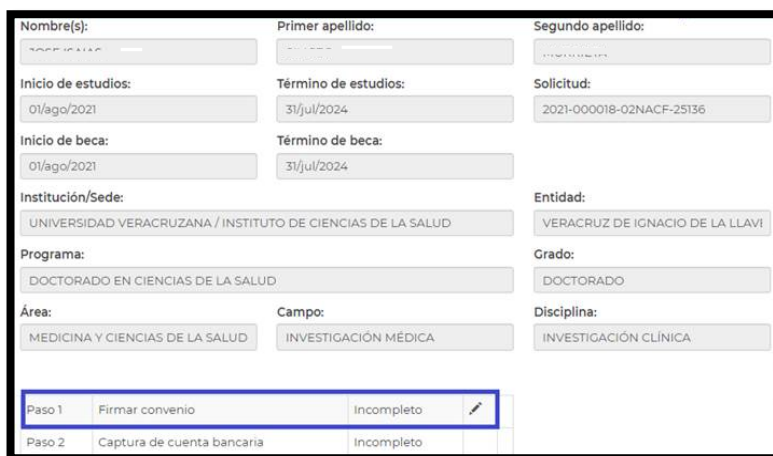 Nombre(s): Primer apellido: Segundo apellido:
Inicio de estudios: Término de estudios: Solicitud:
01/ago/2021 31/jul/2024 2021-000018-02NACF-25136
Inicio de beca: Término de beca:
01/ago/2021 31/jul/2024
Institución/Sede: Entidad:
UNIVERSIDAD VERACRUZANA / INSTITUTO DE CIENCIAS DE LA SALUD VERACRUZ DE IGNACIO DE LA LLAVE
Programa: Grado:
DOCTORADO EN CIENCIAS DE LA SALUD DOCTORADO
Área: Campo: Disciplina:
MEDICINA Y CIENCIAS DE LA SALUD INVESTIGACIÓN MÉDICA INVESTIGACIÓN CLÍNICA
Paso 1 Firmar convenio Incompleto
Paso 2 Captura de cuenta bancaria Incompleto